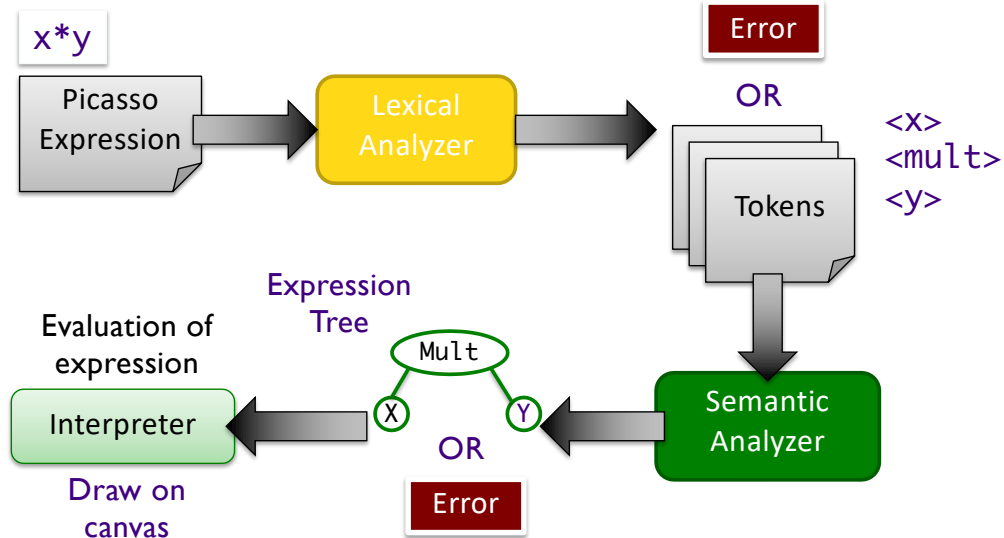 x*y
Picasso
Expression
Lexical
Analyzer
Error
OR
Tokens
<x>
<mult>
<y>
Expression
Tree
Mult
X
Y
OR
Error
Semantic
Analyzer
Evaluation of
expression
Interpreter
Draw on
canvas